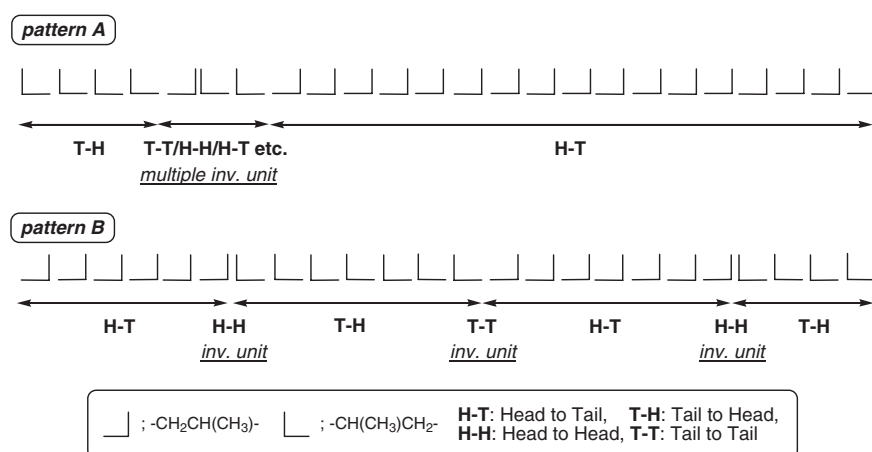 pattern A
T-H T-T/H-H/H-T etc. H-T
multiple inv. unit
pattern B
H-T H-H T-H T-T H-T H-H T-H
inv. unit inv. unit inv. unit
; -CH₂CH(CH₃)- ; -CH(CH₃)CH₂- H-T: Head to Tail, T-H: Tail to Head,
H-H: Head to Head, T-T: Tail to Tail